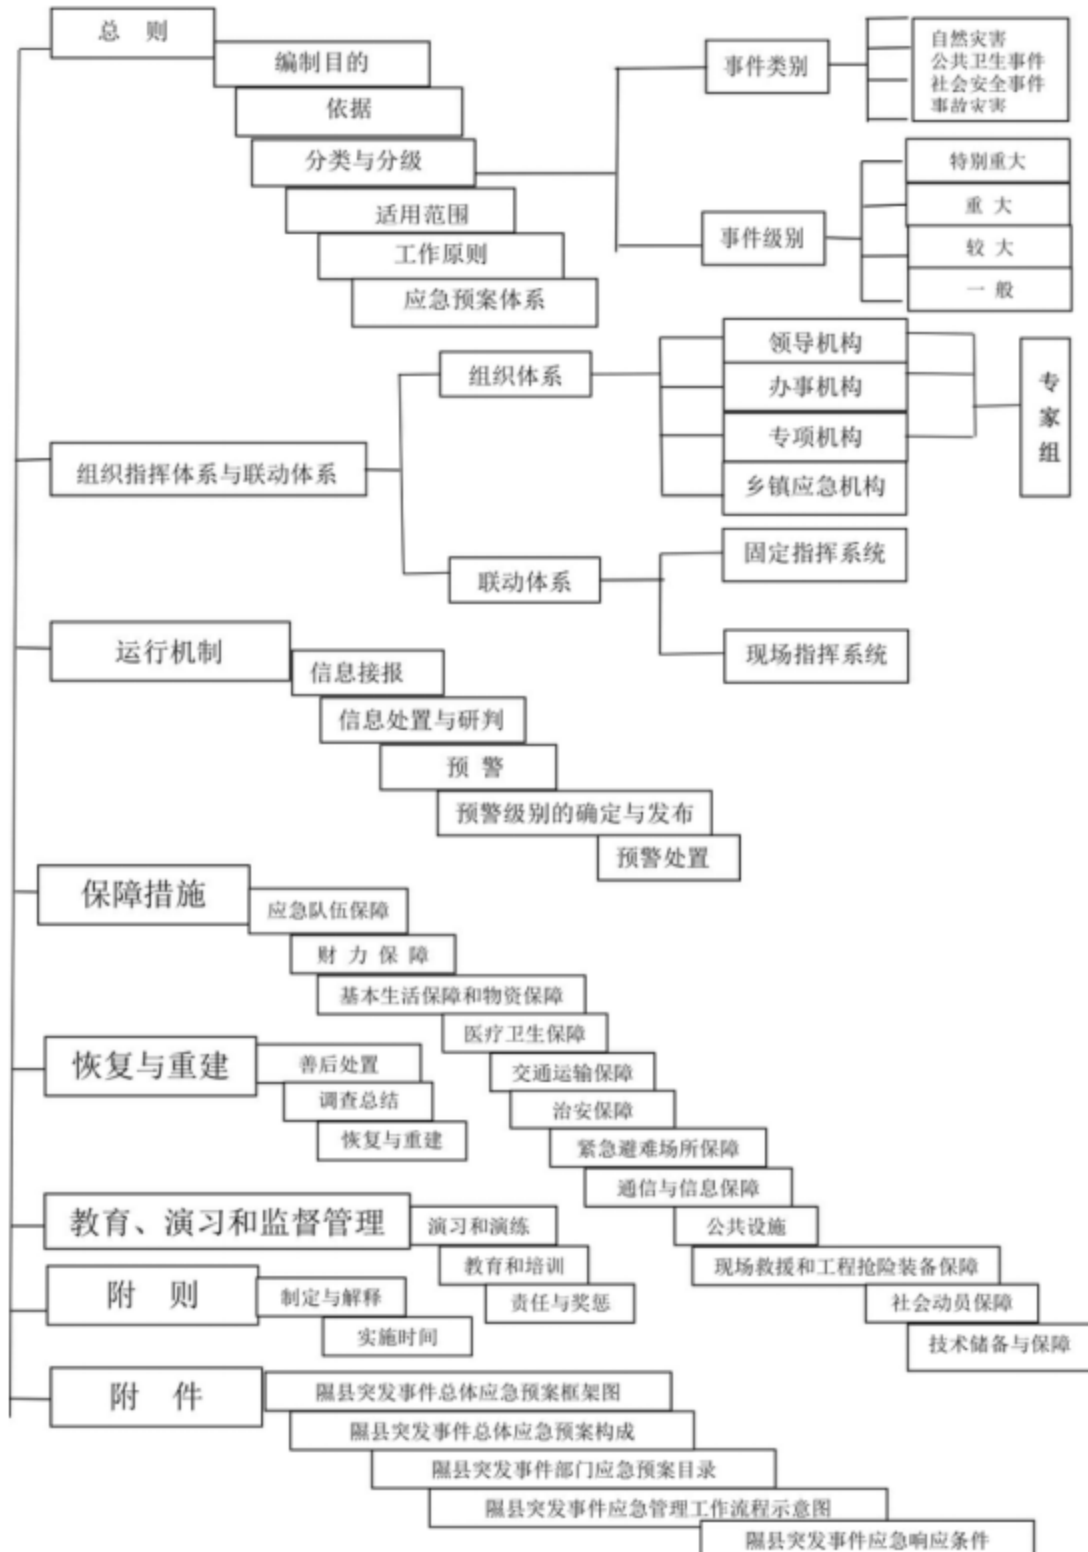 总 则
编制目的
依据
分类与分级
适用范围
工作原则
应急预案体系
事件类别
自然灾害
公共卫生事件
社会安全事件
事故灾害
事件级别
特别重大
重 大
较 大
一 般
组织指挥体系与联动体系
组织体系
领导机构
办事机构
专项机构
乡镇应急机构
专家组
联动体系
固定指挥系统
现场指挥系统
运行机制
信息接报
信息处置与研判
预 警
预警级别的确定与发布
预警处置
保障措施
应急队伍保障
财 力 保 障
基本生活保障和物资保障
医疗卫生保障
交通运输保障
治安保障
紧急避难场所保障
通信与信息保障
公共设施
现场救援和工程抢险装备保障
社会动员保障
技术储备与保障
恢复与重建
善后处置
调查总结
恢复与重建
教育、演习和监督管理
演习和演练
教育和培训
责任与奖惩
附 则
制定与解释
实施时间
附 件
隰县突发事件总体应急预案框架图
隰县突发事件总体应急预案构成
隰县突发事件部门应急预案目录
隰县突发事件应急管理工作流程示意图
隰县突发事件应急响应条件